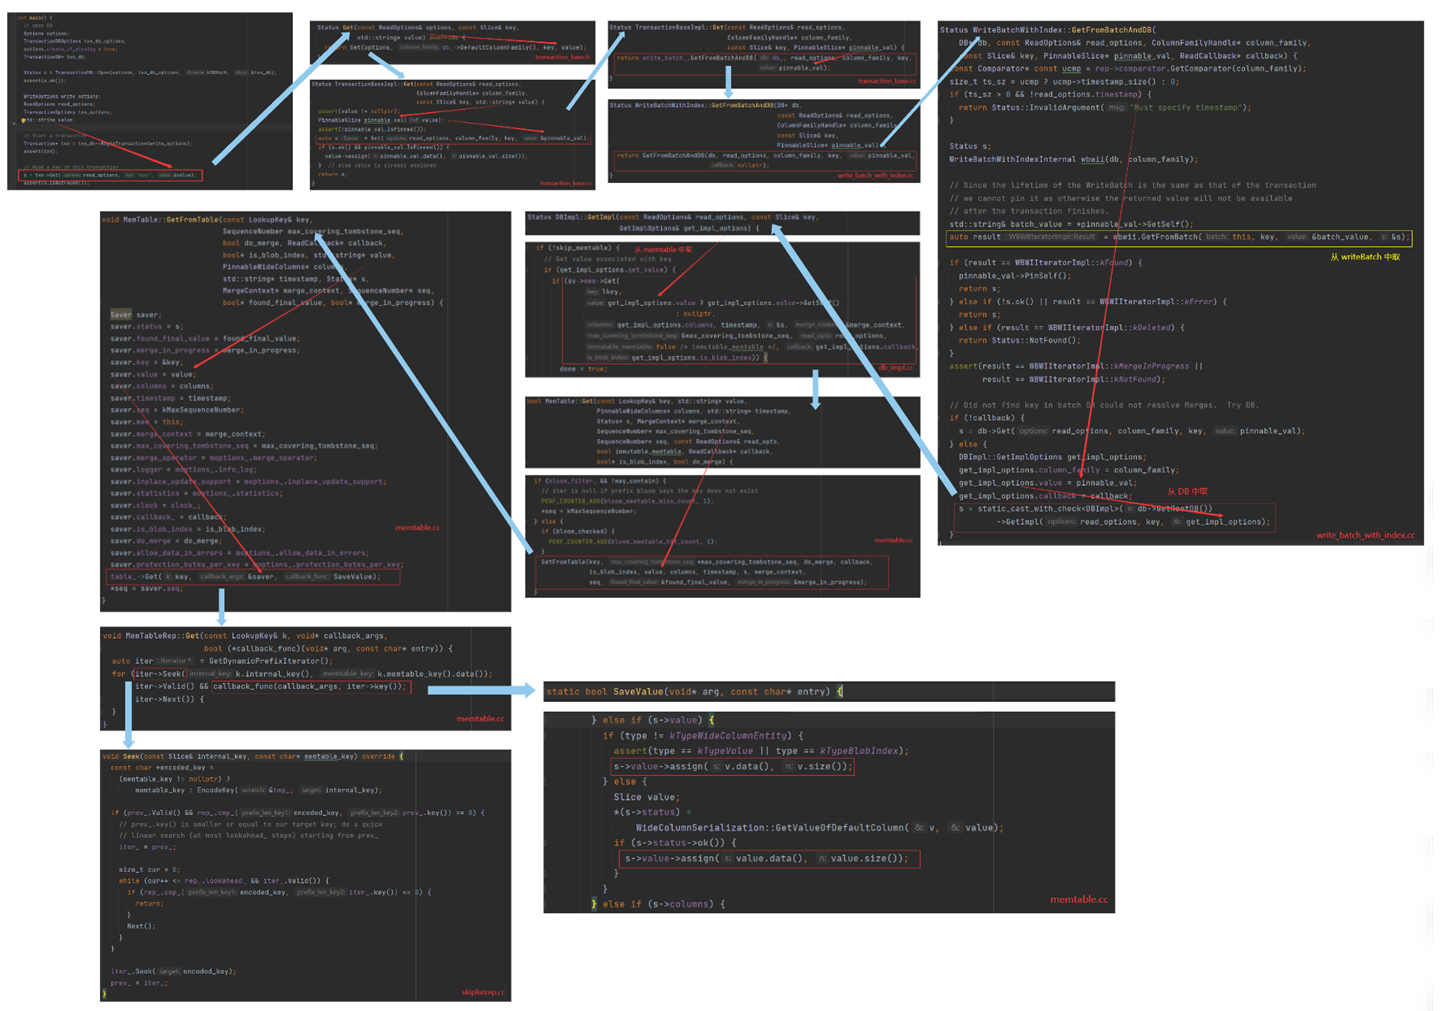 int main() {
// open DB
Options options;
TransactionDBOptions txn_db_options;
options.create_if_missing = true;
TransactionDB* txn_db;
Status s = TransactionDB::Open(options, txn_db_options, kDBPath, &txn_db);
assert(s.ok());
WriteOptions write_options;
ReadOptions read_options;
TransactionOptions txn_options;
std::string value;
// Start a transaction
Transaction* txn = txn_db->BeginTransaction(write_options);
assert(txn);
// Read a key in this transaction
s = txn->Get(read_options, "abc", &value);
assert(s.IsNotFound());
Status Get(const ReadOptions& options, const Slice& key,
std::string* value) override {
return Get(options, db_->DefaultColumnFamily(), key, value);
}
transaction_base.h
Status TransactionBaseImpl::Get(const ReadOptions& read_options,
ColumnFamilyHandle* column_family,
const Slice& key, std::string* value) {
assert(value != nullptr);
PinnableSlice pinnable_val(value);
assert(!pinnable_val.IsPinned());
auto s = Get(read_options, column_family, key, &pinnable_val);
if (s.ok() && pinnable_val.IsPinned()) {
value->assign(pinnable_val.data(), pinnable_val.size());
} // else value is already assigned
return s;
}
transaction_base.cc
Status TransactionBaseImpl::Get(const ReadOptions& read_options,
ColumnFamilyHandle* column_family,
const Slice& key, PinnableSlice* pinnable_val) {
return write_batch_.GetFromBatchAndDB(db_, read_options, column_family, key,
pinnable_val);
}
transaction_base.cc
Status WriteBatchWithIndex::GetFromBatchAndDB(DB* db,
const ReadOptions& read_options,
ColumnFamilyHandle* column_family,
const Slice& key,
PinnableSlice* pinnable_val) {
return GetFromBatchAndDB(db, read_options, column_family, key, pinnable_val,
nullptr);
}
write_batch_with_index.cc
Status WriteBatchWithIndex::GetFromBatchAndDB(
DB* db, const ReadOptions& read_options, ColumnFamilyHandle* column_family,
const Slice& key, PinnableSlice* pinnable_val, ReadCallback* callback) {
const Comparator* const ucmp = rep->comparator.GetComparator(column_family);
size_t ts_sz = ucmp ? ucmp->timestamp_size() : 0;
if (ts_sz > 0 && !read_options.timestamp) {
return Status::InvalidArgument( msg: "Must specify timestamp");
}
Status s;
WriteBatchWithIndexInternal wbwii(db, column_family);
// Since the lifetime of the WriteBatch is the same as that of the transaction
// we cannot pin it as otherwise the returned value will not be available
// after the transaction finishes.
std::string& batch_value = *pinnable_val->GetSelf();
auto result :WBWIIteratorImpl::Result = wbwii.GetFromBatch( batch: this, key, value: &batch_value, s: &s);
从 writeBatch 中取
if (result == WBWIIteratorImpl::kFound) {
pinnable_val->PinSelf();
return s;
} else if (!s.ok() || result == WBWIIteratorImpl::kError) {
return s;
} else if (result == WBWIIteratorImpl::kDeleted) {
return Status::NotFound();
}
assert(result == WBWIIteratorImpl::kMergeInProgress ||
result == WBWIIteratorImpl::kNotFound);
// Did not find key in batch OR could not resolve Merges. Try DB.
if (!callback) {
s = db->Get( options: read_options, column_family, key, value: pinnable_val);
} else {
DBImpl::GetImplOptions get_impl_options;
get_impl_options.column_family = column_family;
get_impl_options.value = pinnable_val;
get_impl_options.callback = callback;
从 DB 中取
s = static_cast_with_check<DBImpl>( x: db->GetRootDB())
->GetImpl( options: read_options, key, &: get_impl_options);
}
write_batch_with_index.cc
void MemTable::GetFromTable(const LookupKey& key,
SequenceNumber max_covering_tombstone_seq,
bool do_merge, ReadCallback* callback,
bool* is_blob_index, std::string* value,
PinnableWideColumns* columns,
std::string* timestamp, Status* s,
MergeContext* merge_context, SequenceNumber* seq,
bool* found_final_value, bool* merge_in_progress) {
Saver saver;
saver.status = s;
saver.found_final_value = found_final_value;
saver.merge_in_progress = merge_in_progress;
saver.key = &key;
saver.value = value;
saver.columns = columns;
saver.timestamp = timestamp;
saver.seq = kMaxSequenceNumber;
saver.mem = this;
saver.merge_context = merge_context;
saver.max_covering_tombstone_seq = max_covering_tombstone_seq;
saver.merge_operator = moptions_.merge_operator;
saver.logger = moptions_.info_log;
saver.inplace_update_support = moptions_.inplace_update_support;
saver.statistics = moptions_.statistics;
saver.clock = clock_;
saver.callback_ = callback;
saver.is_blob_index = is_blob_index;
saver.do_merge = do_merge;
saver.allow_data_in_errors = moptions_.allow_data_in_errors;
saver.protection_bytes_per_key = moptions_.protection_bytes_per_key;
table_->Get( k: key, callback_args: &saver, callback_func: SaveValue);
*seq = saver.seq;
}
memtable.cc
Status DBImpl::GetImpl(const ReadOptions& read_options, const Slice& key,
GetImplOptions& get_impl_options) {
if (!skip_memtable) {
从 memtable 中取
// Get value associated with key
if (get_impl_options.get_value) {
if (sv->mem->Get(
lkey,
get_impl_options.value ? get_impl_options.value->GetSelf()
: nullptr,
get_impl_options.columns, timestamp, &s, &merge_context,
&max_covering_tombstone_seq, read_options,
false /* immutable_memtable */, get_impl_options.callback,
get_impl_options.is_blob_index)) {
done = true;
db_impl.cc
bool MemTable::Get(const LookupKey& key, std::string* value,
PinnableWideColumns* columns, std::string* timestamp,
Status* s, MergeContext* merge_context,
SequenceNumber* max_covering_tombstone_seq,
SequenceNumber* seq, const ReadOptions& read_opts,
bool immutable_memtable, ReadCallback* callback,
bool* is_blob_index, bool do_merge) {
if (bloom_filter_ && !may_contain) {
// iter is null if prefix bloom says the key does not exist
PERF_COUNTER_ADD(bloom_memtable_miss_count, 1);
*seq = kMaxSequenceNumber;
} else {
if (bloom_checked) {
PERF_COUNTER_ADD(bloom_memtable_hit_count, 1);
}
memtable.cc
GetFromTable(key, *max_covering_tombstone_seq, do_merge, callback,
is_blob_index, value, columns, timestamp, s, merge_context,
seq, &found_final_value, &merge_in_progress);
}
void MemTableRep::Get(const LookupKey& k, void* callback_args,
bool (*callback_func)(void* arg, const char* entry)) {
auto iter :Iterator * = GetDynamicPrefixIterator();
for (iter->Seek( internal_key: k.internal_key(), memtable_key: k.memtable_key().data());
iter->Valid() && callback_func(callback_args, iter->key());
iter->Next()) {
}
}
memtable.cc
void Seek(const Slice& internal_key, const char* memtable_key) override {
const char *encoded_key =
(memtable_key != nullptr) ?
memtable_key : EncodeKey( scratch: &tmp_, target: internal_key);
if (prev_.Valid() && rep_.cmp_( prefix_len_key1: encoded_key, prefix_len_key2: prev_.key()) >= 0) {
// prev_.key() is smaller or equal to our target key; do a quick
// linear search (at most lookahead_ steps) starting from prev_
iter_ = prev_;
size_t cur = 0;
while (cur++ <= rep_.lookahead_ && iter_.Valid()) {
if (rep_.cmp_( prefix_len_key1: encoded_key, prefix_len_key2: iter_.key()) <= 0) {
return;
}
Next();
}
}
iter_.Seek( target: encoded_key);
prev_ = iter_;
}
skiplistrep.cc
static bool SaveValue(void* arg, const char* entry) {
} else if (s->value) {
if (type != kTypeWideColumnEntity) {
assert(type == kTypeValue || type == kTypeBlobIndex);
s->value->assign( s: v.data(), n: v.size());
} else {
Slice value;
*(s->status) =
WideColumnSerialization::GetValueOfDefaultColumn( &: v, &: value);
if (s->status->ok()) {
s->value->assign( s: value.data(), n: value.size());
}
}
} else if (s->columns) {
memtable.cc